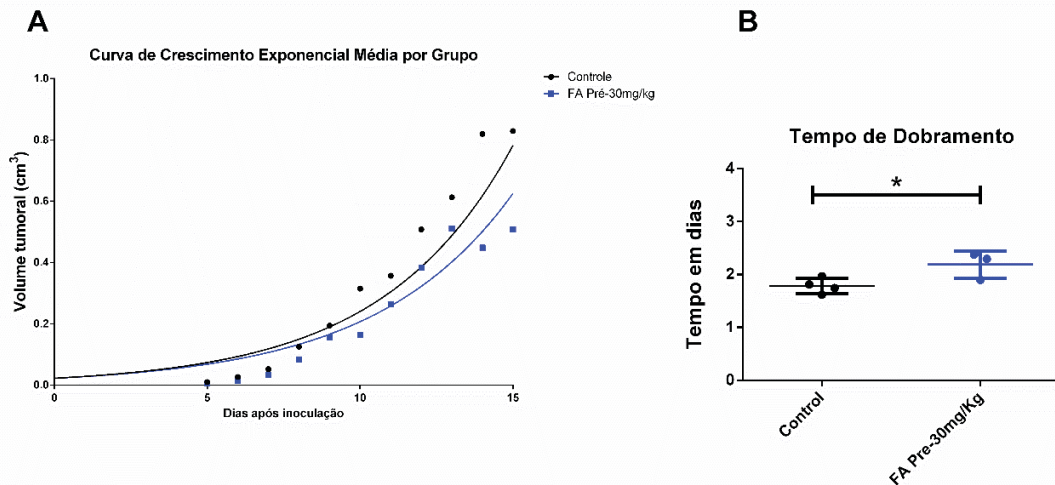 A
Curva de Crescimento Exponencial Média por Grupo
Controle
FA Pré-30mg/kg
Volume tumoral (cm³)
1.0
0.8
0.6
0.4
0.2
0.0
0
5
10
15
Dias após inoculação
B
Tempo de Dobramento
*
Tempo em dias
4
3
2
1
0
Control
FA Pre-30mg/Kg